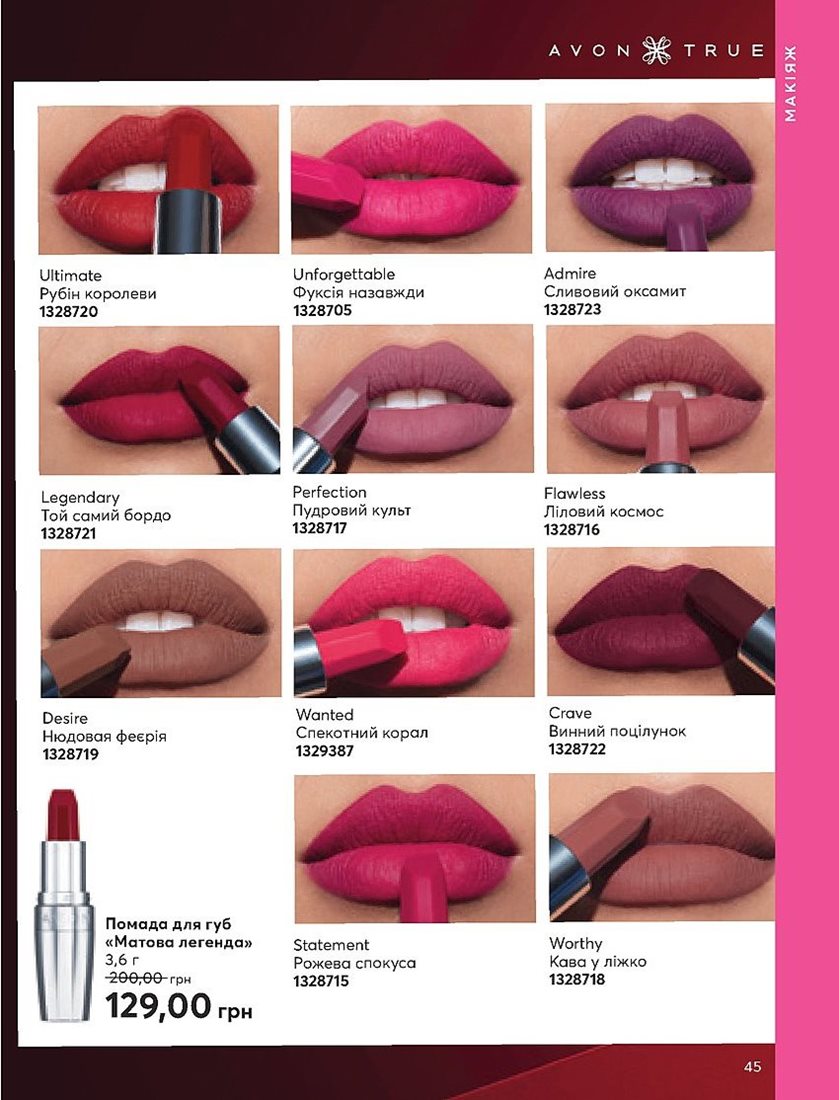 AVON TRUE
МАКІЯЖ
Ultimate
Рубін королеви
1328720
Unforgettable
Фуксія назавжди
1328705
Admire
Сливовий оксамит
1328723
Legendary
Той самий бордо
1328721
Perfection
Пудровий культ
1328717
Flawless
Ліловий космос
1328716
Desire
Нюдовая феєрія
1328719
Wanted
Спекотний корал
1329387
Crave
Винний поцілунок
1328722
AVON
Помада для губ
«Матова легенда»
3,6 г
200,00 грн
129,00 грн
Statement
Рожева спокуса
1328715
Worthy
Кава у ліжко
1328718
45